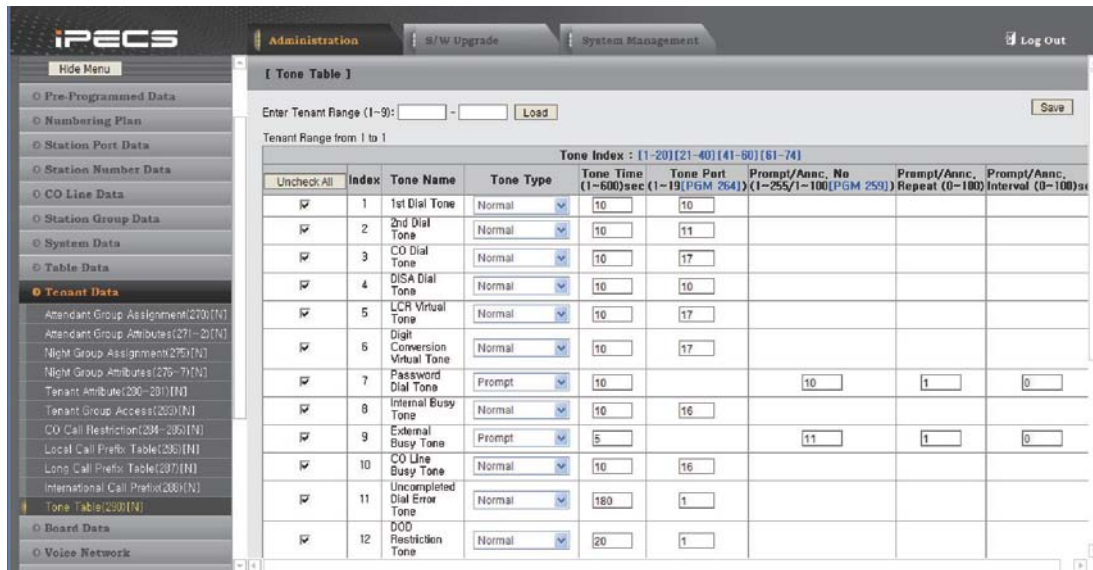 iPECS
Administration
S/W Upgrade
System Management
Log Out
Hide Menu
Pre-Programmed Data
Numbering Plan
Station Port Data
Station Number Data
CO Line Data
Station Group Data
System Data
Table Data
Tenant Data
Attendant Group Assignment(270)[N]
Attendant Group Attributes(271~2)[N]
Night Group Assignment(275)[N]
Night Group Attributes(276~7)[N]
Tenant Attribute(280~281)[N]
Tenant Group Access(283)[N]
CO Call Restriction(284~285)[N]
Local Call Prefix Table(286)[N]
Long Call Prefix Table(287)[N]
International Call Prefix(288)[N]
Tone Table(290)[N]
Board Data
Voice Network
[ Tone Table ]
Enter Tenant Range (1~9): - Load
Save
Tenant Range from 1 to 1
Tone Index : [1-20][21-40][41-60][61-74]
Uncheck All Index Tone Name Tone Type Tone Time (1~600)sec Tone Port (1~19[PGM 264]) Prompt/Annc, No (1~255/1~100[PGM 259]) Prompt/Annc, Repeat (0~100) Prompt/Annc, Interval (0~100)se
1 1st Dial Tone Normal 10 10
2 2nd Dial Tone Normal 10 11
3 CO Dial Tone Normal 10 17
4 DISA Dial Tone Normal 10 10
5 LCR Virtual Tone Normal 10 17
6 Digit Conversion Virtual Tone Normal 10 17
7 Password Dial Tone Prompt 10 10 1 0
8 Internal Busy Tone Normal 10 16
9 External Busy Tone Prompt 5 11 1 0
10 CO Line Busy Tone Normal 10 16
11 Uncompleted Dial Error Tone Normal 180 1
12 DOD Restriction Tone Normal 20 1